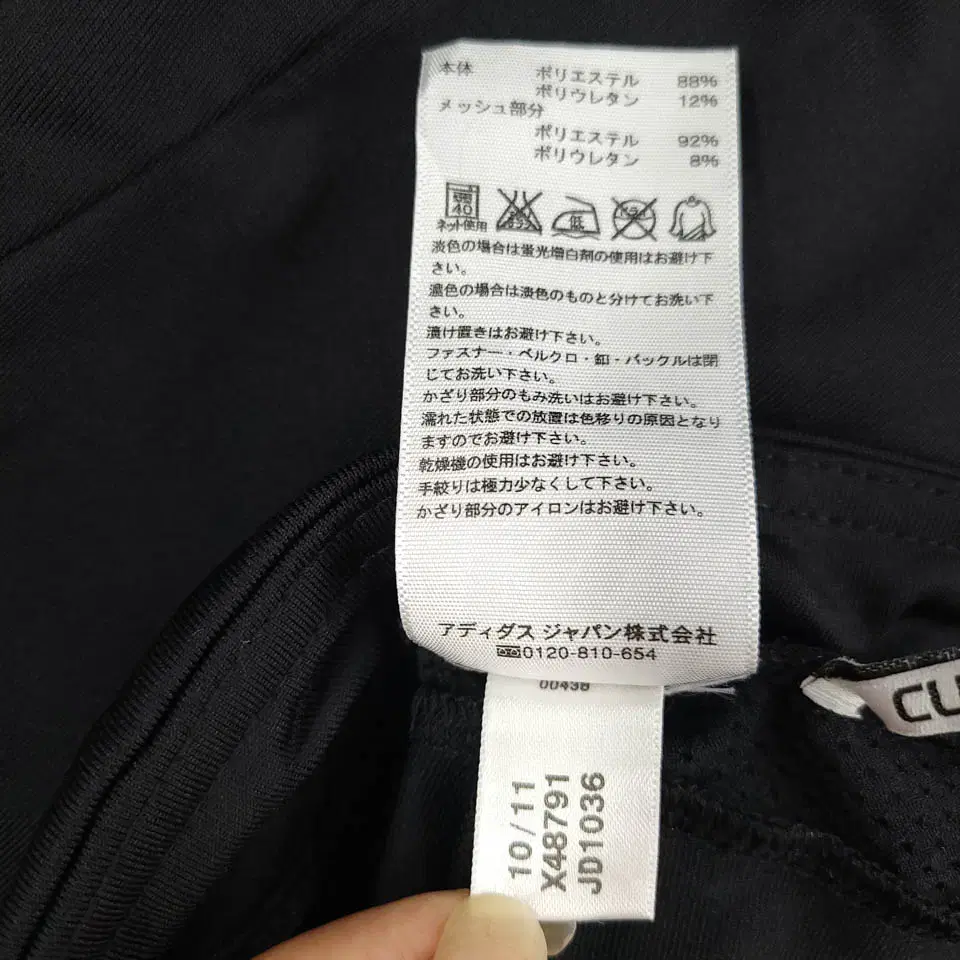 本体 ポリエステル 88%
ポリウレタン 12%
メッシュ部分
ポリエステル 92%
ポリウレタン 8%
40
ネット使用
低
淡色の場合は蛍光増白剤の使用はお避け下
さい。
濃色の場合は淡色のものと分けてお洗い下
さい。
漬け置きはお避け下さい。
ファスナー・ベルクロ・釦・バックルは閉
じてお洗い下さい。
かざり部分のもみ洗いはお避け下さい。
濡れた状態での放置は色移りの原因となり
ますのでお避け下さい。
乾燥機の使用はお避け下さい。
手絞りは極力少なくして下さい。
かざり部分のアイロンはお避け下さい。
アディダス ジャパン株式会社
0120-810-654
00439
10/11
X48791
JD1036